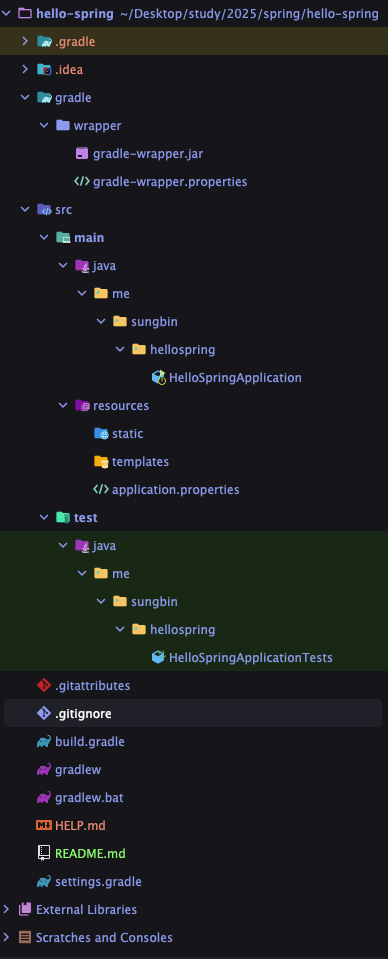 hello-spring ~/Desktop/study/2025/spring/hello-spring
.gradle
.idea
gradle
wrapper
gradle-wrapper.jar
gradle-wrapper.properties
src
main
java
me
sungbin
hellospring
HelloSpringApplication
resources
static
templates
application.properties
test
java
me
sungbin
hellospring
HelloSpringApplicationTests
.gitattributes
.gitignore
build.gradle
gradlew
gradlew.bat
HELP.md
README.md
settings.gradle
External Libraries
Scratches and Consoles